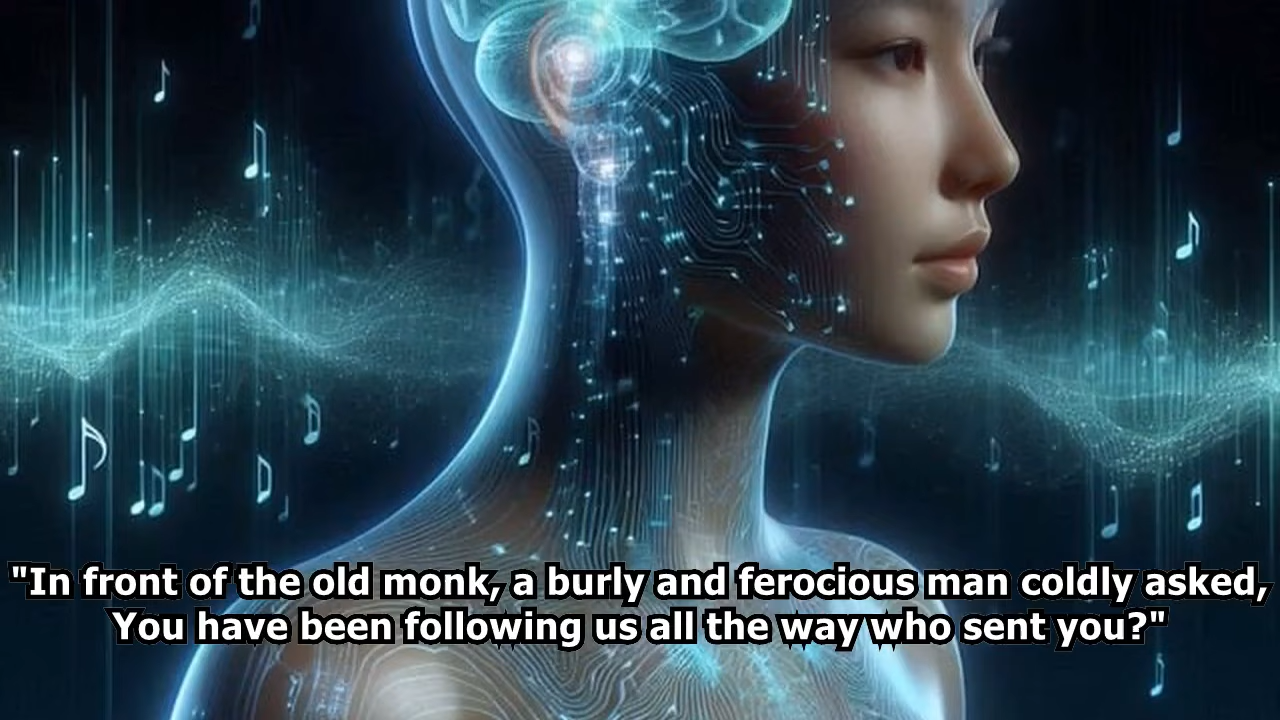 "In front of the old monk, a burly and ferocious man coldly asked,
You have been following us all the way who sent you?"